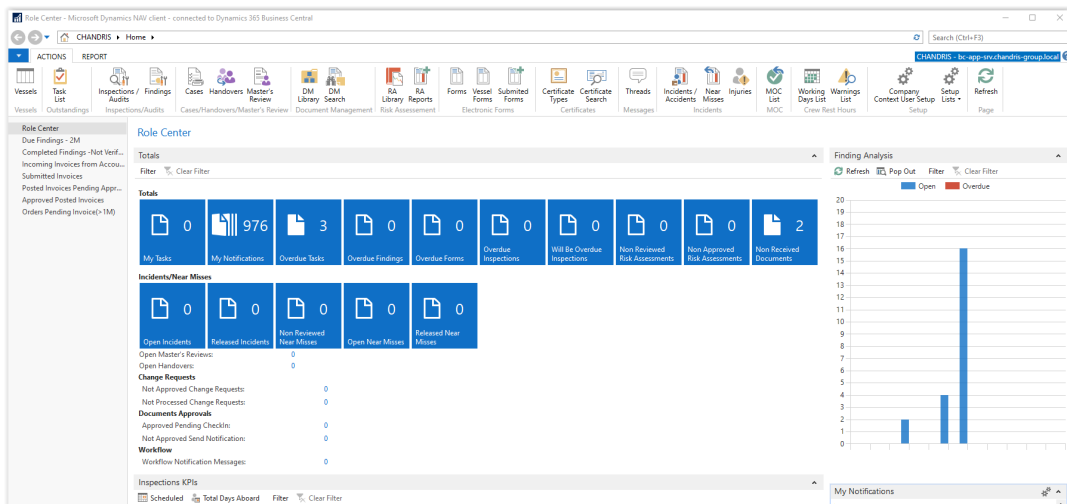 Role Center - Microsoft Dynamics NAV client - connected to Dynamics 365 Business Central
CHANDRIS Home
Search (Ctrl+F3)
ACTIONS REPORT
CHANDRIS - bc-app-srv.chandris-group.local
Vessels
Task List
Inspections / Audits
Findings
Cases
Handovers
Master's Review
DM Library
DM Search
RA Library
RA Reports
Forms
Vessel Forms
Submited Forms
Certificate Types
Certificate Search
Threads
Incidents / Accidents
Near Misses
Injuries
MOC List
Working Days List
Warnings List
Company Context User Setup
Setup Lists
Refresh
Vessels Outstandings Inspections/Audits Cases/Handovers/Master's Review Document Management Risk Assessement Electronic Forms Certificates Messages Incidents MOC Crew Rest Hours Setup Page
Role Center
Due Findings - 2M
Completed Findings -Not Verif...
Incoming Invoices from Accou...
Submitted Invoices
Posted Invoices Pending Appr...
Approved Posted Invoices
Orders Pending Invoice(>1M)
Role Center
Totals
Filter Clear Filter
Totals
0
My Tasks
976
My Notifications
3
Overdue Tasks
0
Overdue Findings
0
Overdue Forms
0
Overdue Inspections
0
Will Be Overdue Inspections
0
Non Reviewed Risk Assessments
0
Non Approved Risk Assessments
2
Non Received Documents
Incidents/Near Misses
0
Open Incidents
0
Released Incidents
0
Non Reviewed Near Misses
0
Open Near Misses
0
Released Near Misses
Open Master's Reviews: 0
Open Handovers: 0
Change Requests
Not Approved Change Requests: 0
Not Processed Change Requests: 0
Documents Approvals
Approved Pending CheckIn: 0
Not Approved Send Notification: 0
Workflow
Workflow Notification Messages: 0
Inspections KPIs
Scheduled Total Days Aboard Filter Clear Filter
Finding Analysis
Refresh Pop Out Filter Clear Filter
Open Overdue
20
19
18
17
16
15
14
13
12
11
10
9
8
7
6
5
4
3
2
1
0
My Notifications